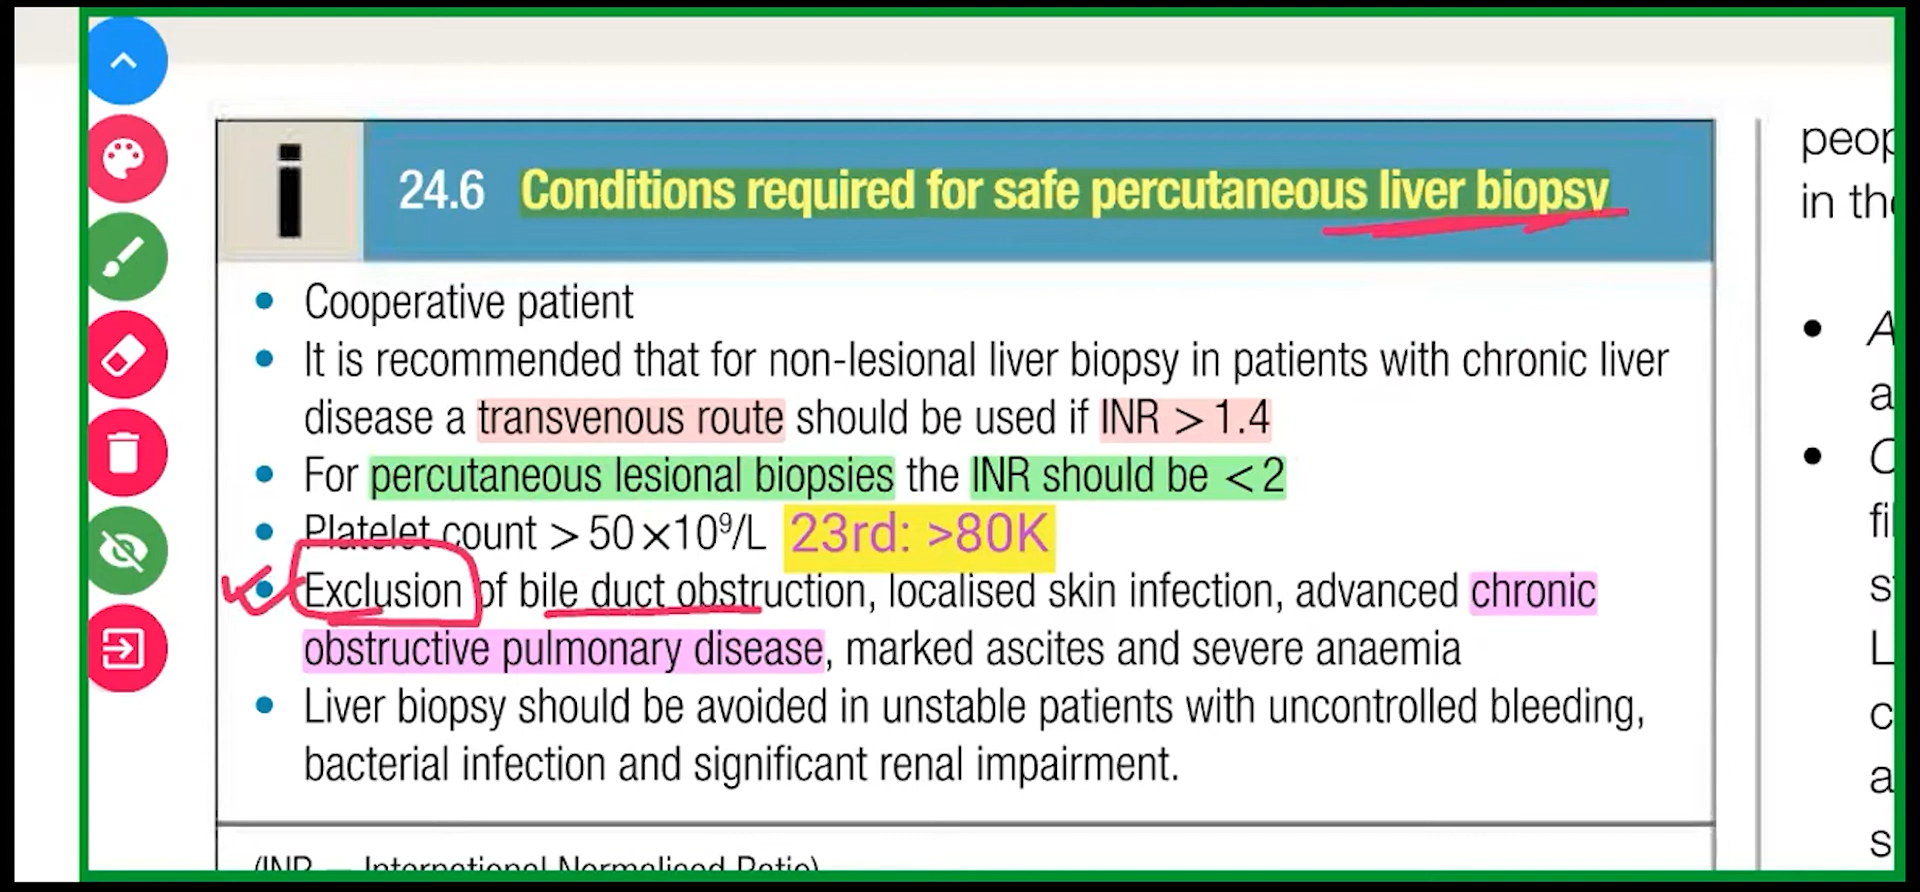 24.6 Conditions required for safe percutaneous liver biopsy
• Cooperative patient
• It is recommended that for non-lesional liver biopsy in patients with chronic liver
disease a transvenous route should be used if INR > 1.4
• For percutaneous lesional biopsies the INR should be < 2
• Platelet count > 50 ×10⁹/L 23rd: >80K
• Exclusion of bile duct obstruction, localised skin infection, advanced chronic
obstructive pulmonary disease, marked ascites and severe anaemia
• Liver biopsy should be avoided in unstable patients with uncontrolled bleeding,
bacterial infection and significant renal impairment.
(INR = International Normalised Ratio)
in